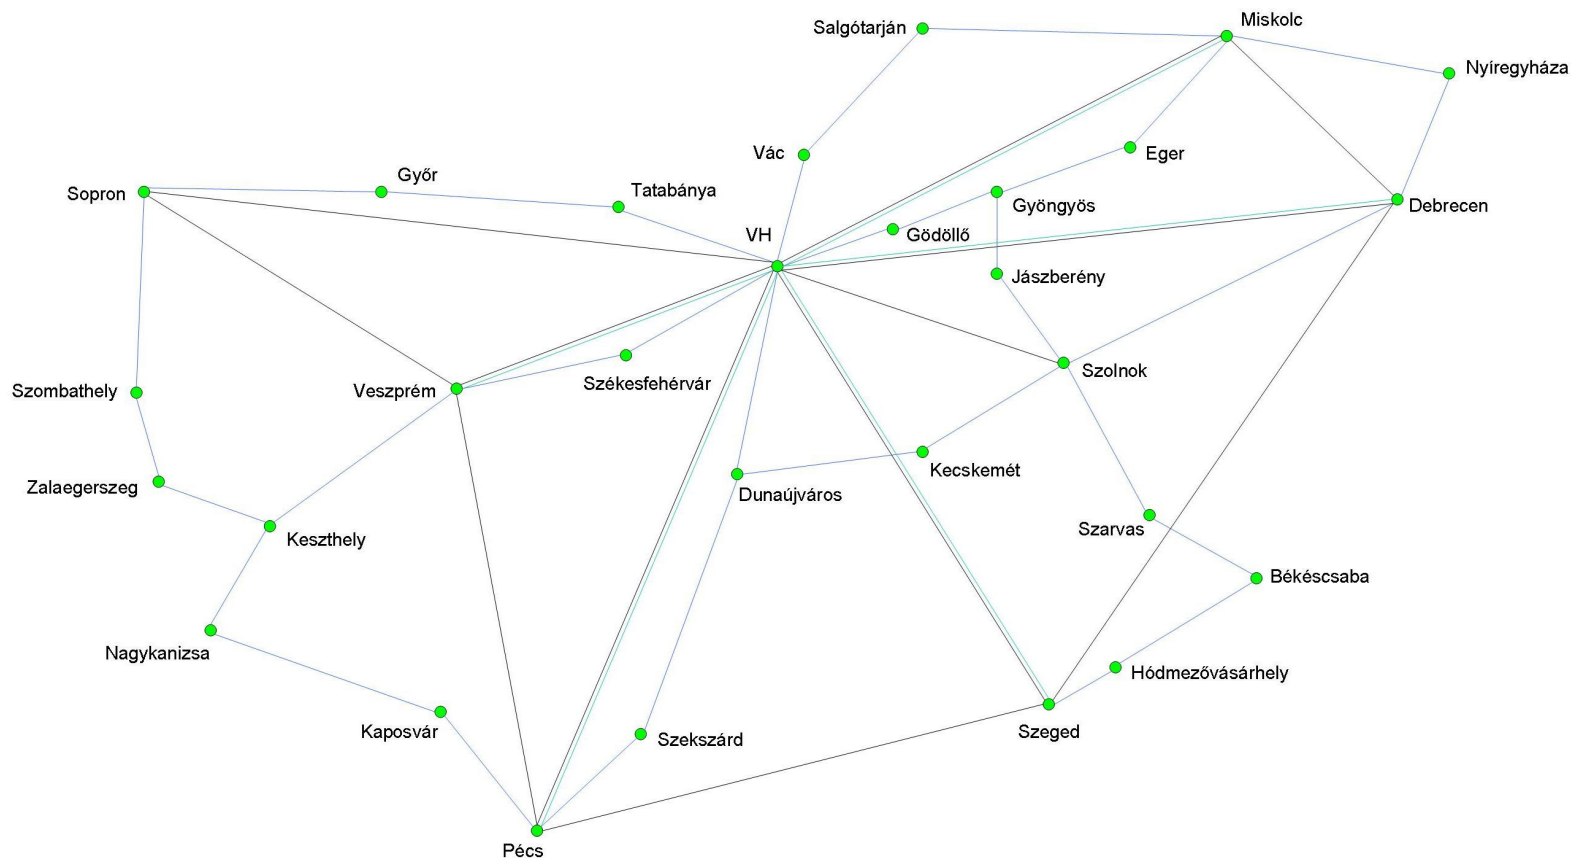 Miskolc
Salgótarján
Nyíregyháza
Vác
Eger
Győr
Tatabánya
Sopron
Gyöngyös
Debrecen
VH
Gödöllő
Jászberény
Székesfehérvár
Szolnok
Szombathely
Veszprém
Kecskemét
Zalaegerszeg
Dunaújváros
Szarvas
Keszthely
Békéscsaba
Nagykanizsa
Hódmezővásárhely
Kaposvár
Szeged
Szekszárd
Pécs